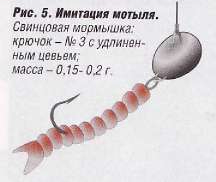 Рис. 5. Имитация мотыля.
Свинцовая мормышка:
крючок – № 3 с удлинен-
ным цевьем;
масса – 0,15- 0,2 г.